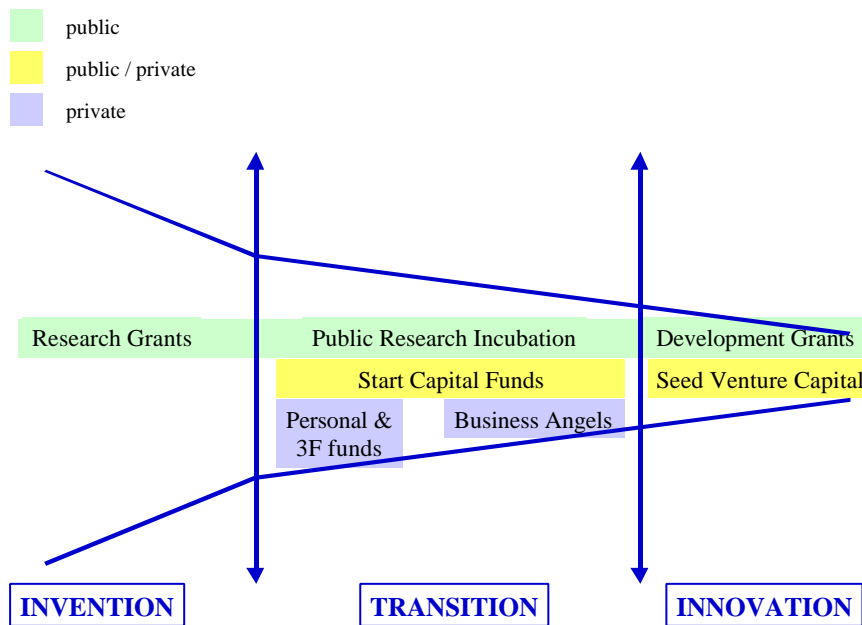 public
public / private
private
Research Grants
Public Research Incubation
Development Grants
Start Capital Funds
Seed Venture Capital
Personal &
3F funds
Business Angels
INVENTION
TRANSITION
INNOVATION